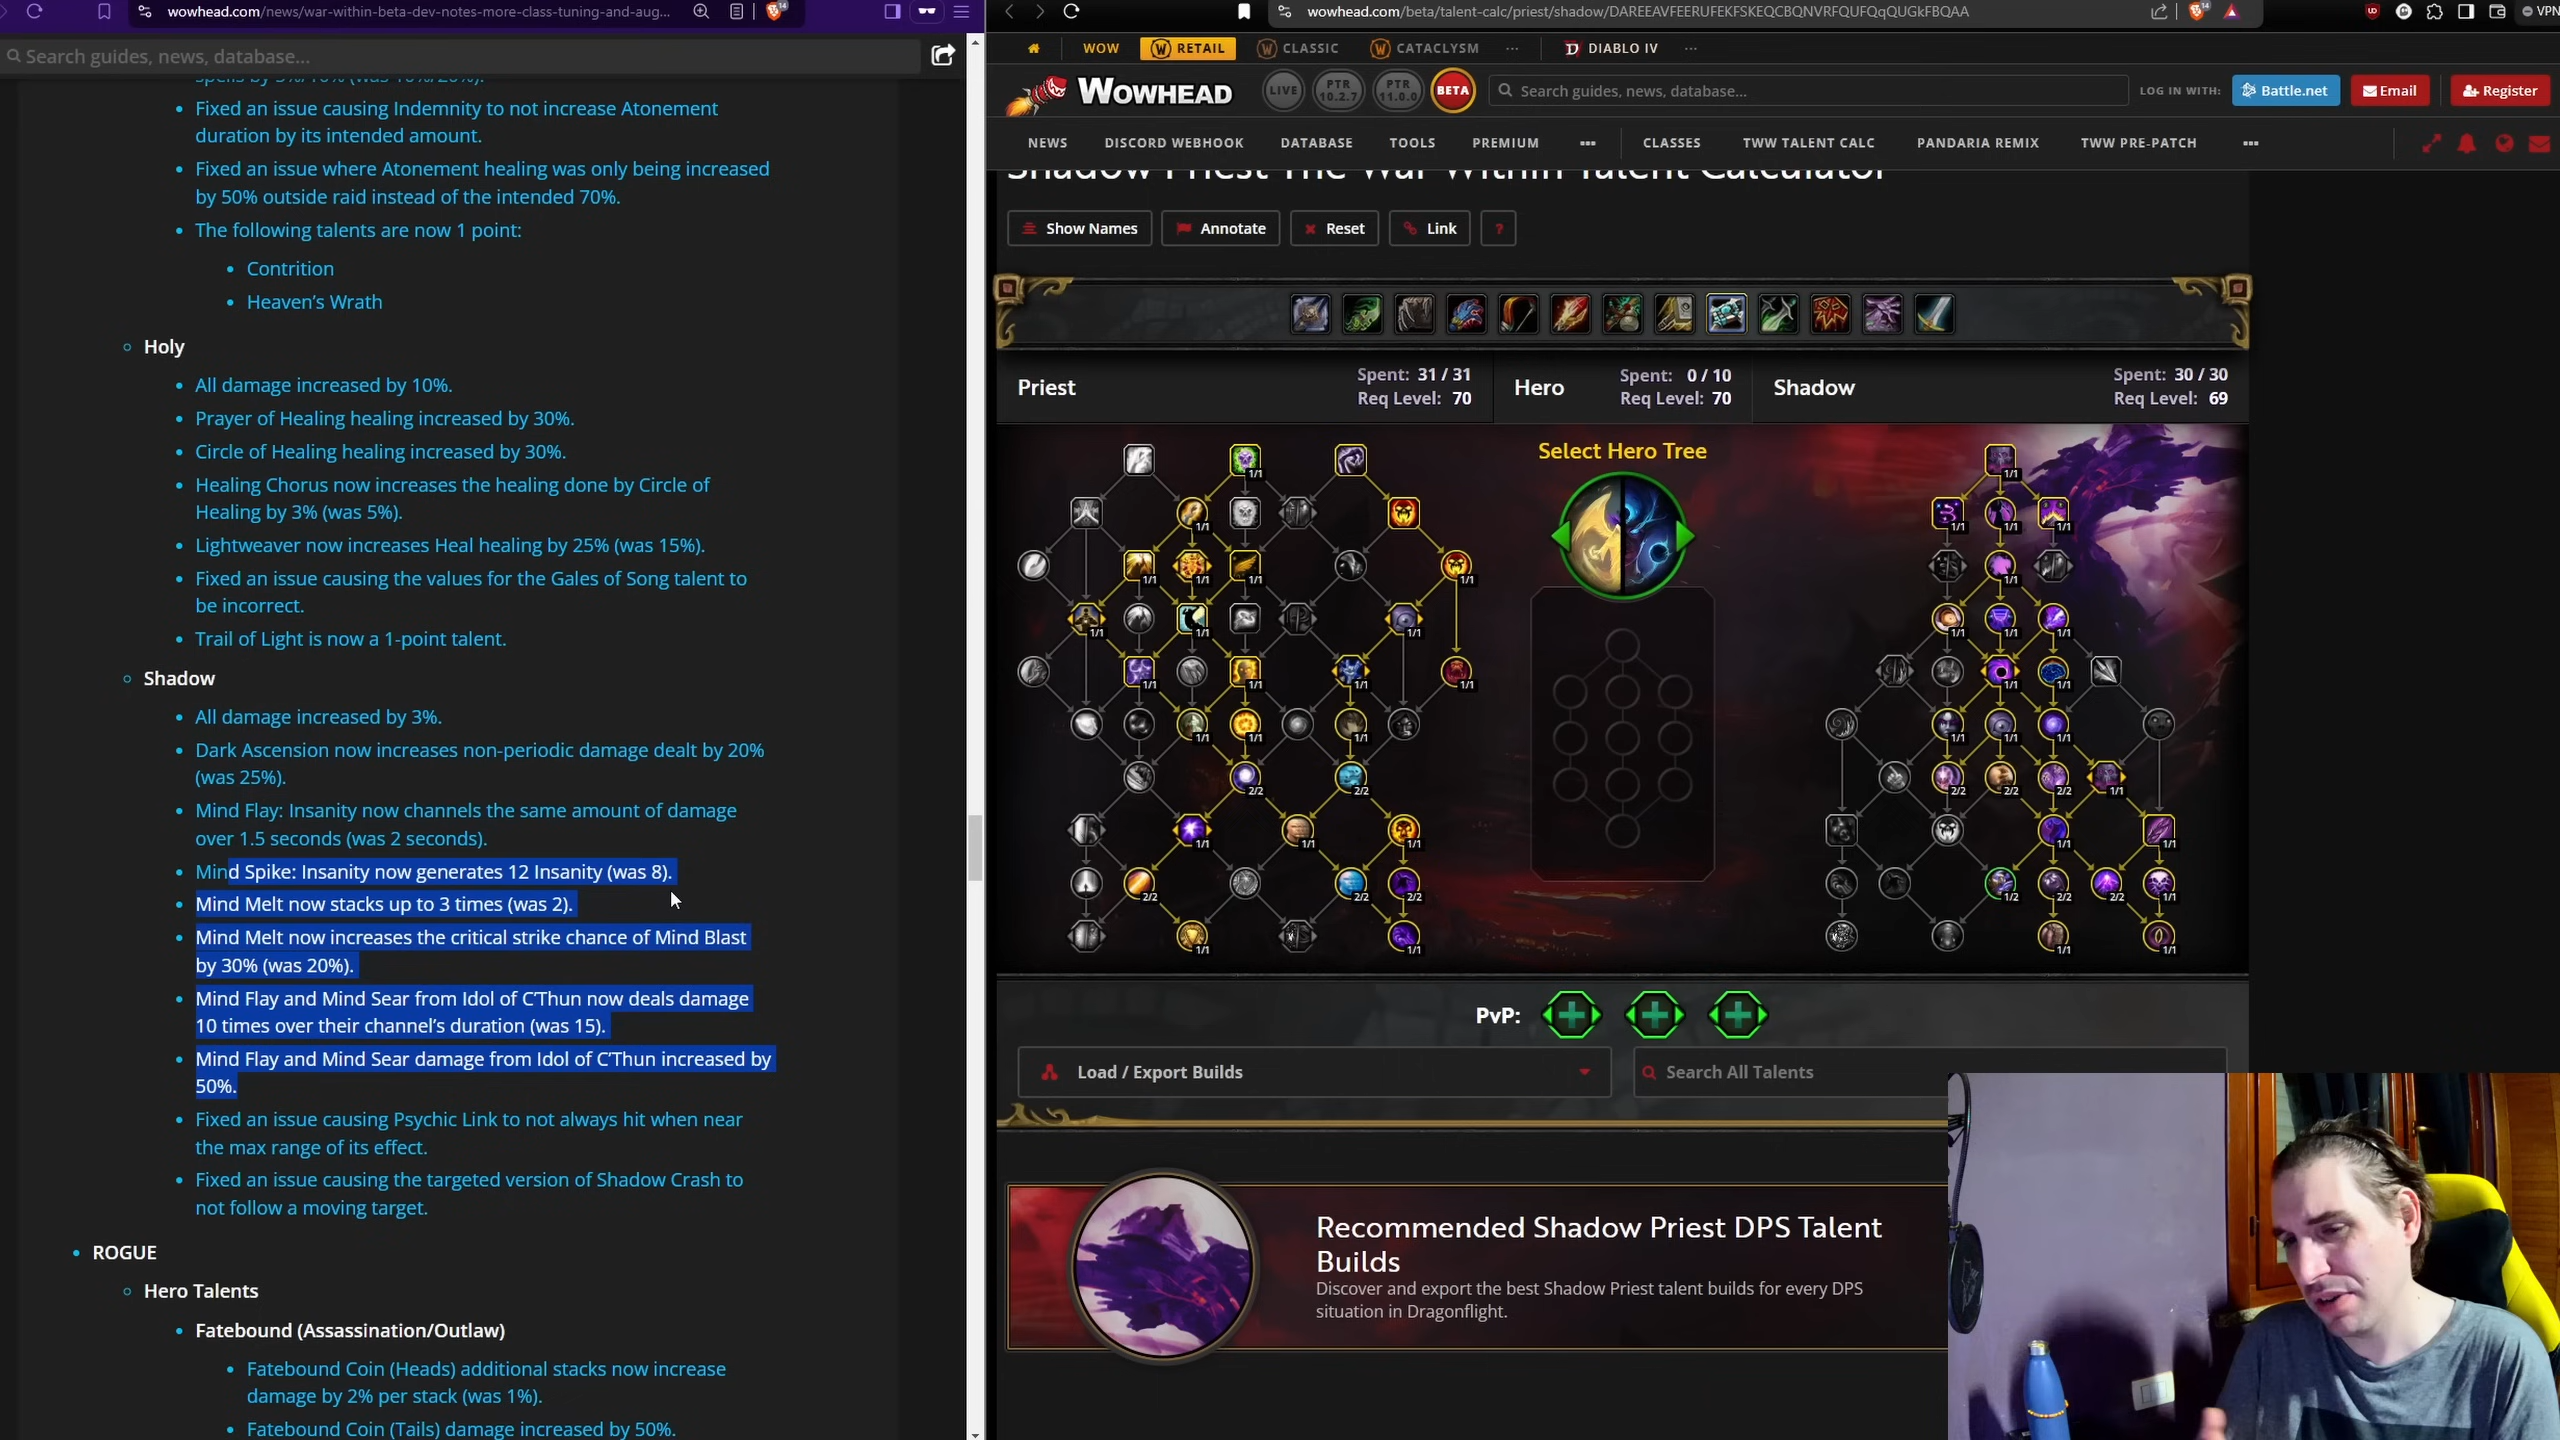 wowhead.com/news/war-within-beta-dev-notes-more-class-tuning-and-aug...
14
Search guides, news, database...
Fixed an issue causing Indemnity to not increase Atonement
duration by its intended amount.
Fixed an issue where Atonement healing was only being increased
by 50% outside raid instead of the intended 70%.
The following talents are now 1 point:
Contrition
Heaven's Wrath
Holy
All damage increased by 10%.
Prayer of Healing healing increased by 30%.
Circle of Healing healing increased by 30%.
Healing Chorus now increases the healing done by Circle of
Healing by 3% (was 5%).
Lightweaver now increases Heal healing by 25% (was 15%).
Fixed an issue causing the values for the Gales of Song talent to
be incorrect.
Trail of Light is now a 1-point talent.
Shadow
All damage increased by 3%.
Dark Ascension now increases non-periodic damage dealt by 20%
(was 25%).
Mind Flay: Insanity now channels the same amount of damage
over 1.5 seconds (was 2 seconds).
Mind Spike: Insanity now generates 12 Insanity (was 8).
Mind Melt now stacks up to 3 times (was 2).
Mind Melt now increases the critical strike chance of Mind Blast
by 30% (was 20%).
Mind Flay and Mind Sear from Idol of C'Thun now deals damage
10 times over their channel's duration (was 15).
Mind Flay and Mind Sear damage from Idol of C'Thun increased by
50%.
Fixed an issue causing Psychic Link to not always hit when near
the max range of its effect.
Fixed an issue causing the targeted version of Shadow Crash to
not follow a moving target.
ROGUE
Hero Talents
Fatebound (Assassination/Outlaw)
Fatebound Coin (Heads) additional stacks now increase
damage by 2% per stack (was 1%).
Fatebound Coin (Tails) damage increased by 50%.
wowhead.com/beta/talent-calc/priest/shadow/DAREEAVFEERUFEKFSKEQCBQNVRFQUFQqQUGkFBQAA
14
VPN
WOW
RETAIL
CLASSIC
CATACLYSM
DIABLO IV
WOWHEAD
LIVE
PTR 10.2.7
PTR 11.0.0
BETA
Search guides, news, database...
LOG IN WITH:
Battle.net
Email
Register
NEWS
DISCORD WEBHOOK
DATABASE
TOOLS
PREMIUM
CLASSES
TWW TALENT CALC
PANDARIA REMIX
TWW PRE-PATCH
Shadow Priest The War Within Talent Calculator
Show Names
Annotate
Reset
Link
?
Priest
Spent: 31 / 31
Req Level: 70
Hero
Spent: 0 / 10
Req Level: 70
Shadow
Spent: 30 / 30
Req Level: 69
Select Hero Tree
PvP:
Load / Export Builds
Search All Talents
Recommended Shadow Priest DPS Talent
Builds
Discover and export the best Shadow Priest talent builds for every DPS
situation in Dragonflight.